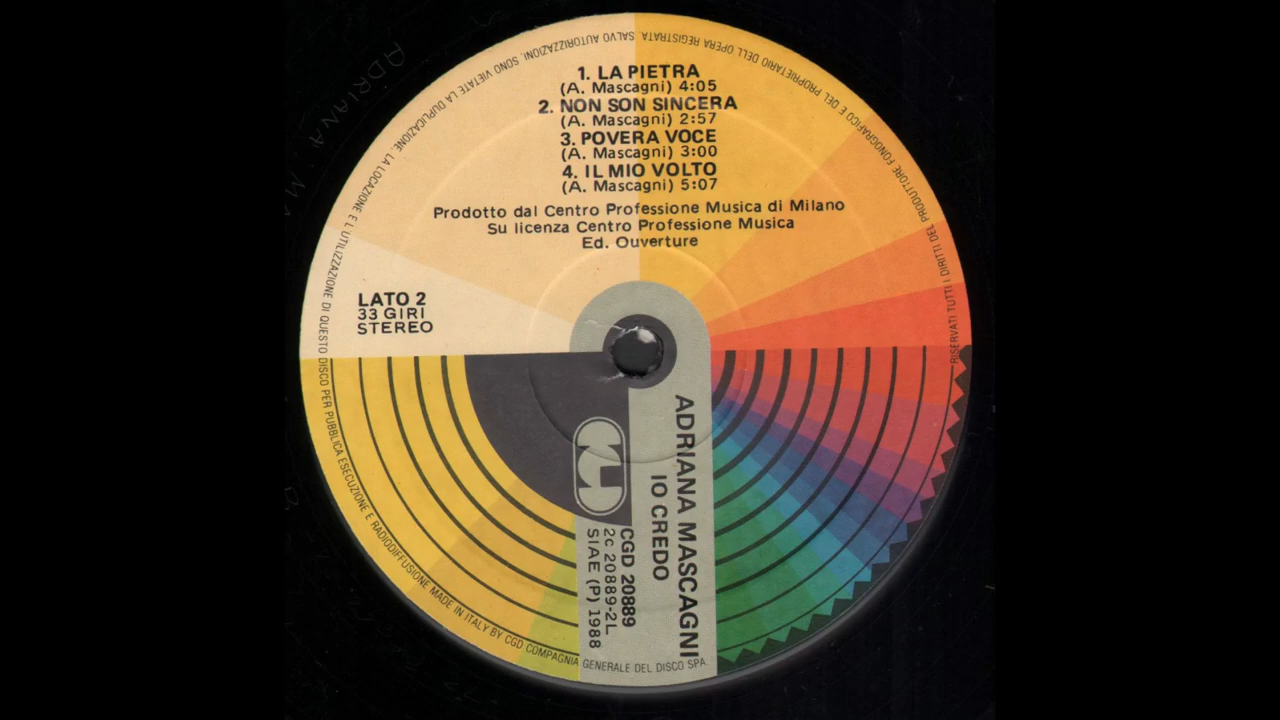 1. LA PIETRA
(A. Mascagni) 4:05
2. NON SON SINCERA
(A. Mascagni) 2:57
3. POVERA VOCE
(A. Mascagni) 3:00
4. IL MIO VOLTO
(A. Mascagni) 5:07
Prodotto dal Centro Professione Musica di Milano
Su licenza Centro Professione Musica
Ed. Ouverture
LATO 2
33 GIRI
STEREO
ADRIANA MASCAGNI
IO CREDO
CGD
CGD 20889
2c 20889-2L
SIAE (P) 1988
RISERVATI TUTTI I DIRITTI DEL PRODUTTORE FONOGRAFICO E DEL PROPRIETARIO DELL'OPERA REGISTRATA. SALVO AUTORIZZAZIONI, SONO VIETATE LA DUPLICAZIONE, LA LOCAZIONE E L'UTILIZZAZIONE DI QUESTO DISCO PER PUBBLICA ESECUZIONE E RADIODIFFUSIONE MADE IN ITALY BY CGD COMPAGNIA GENERALE DEL DISCO SPA.
ADRIANA